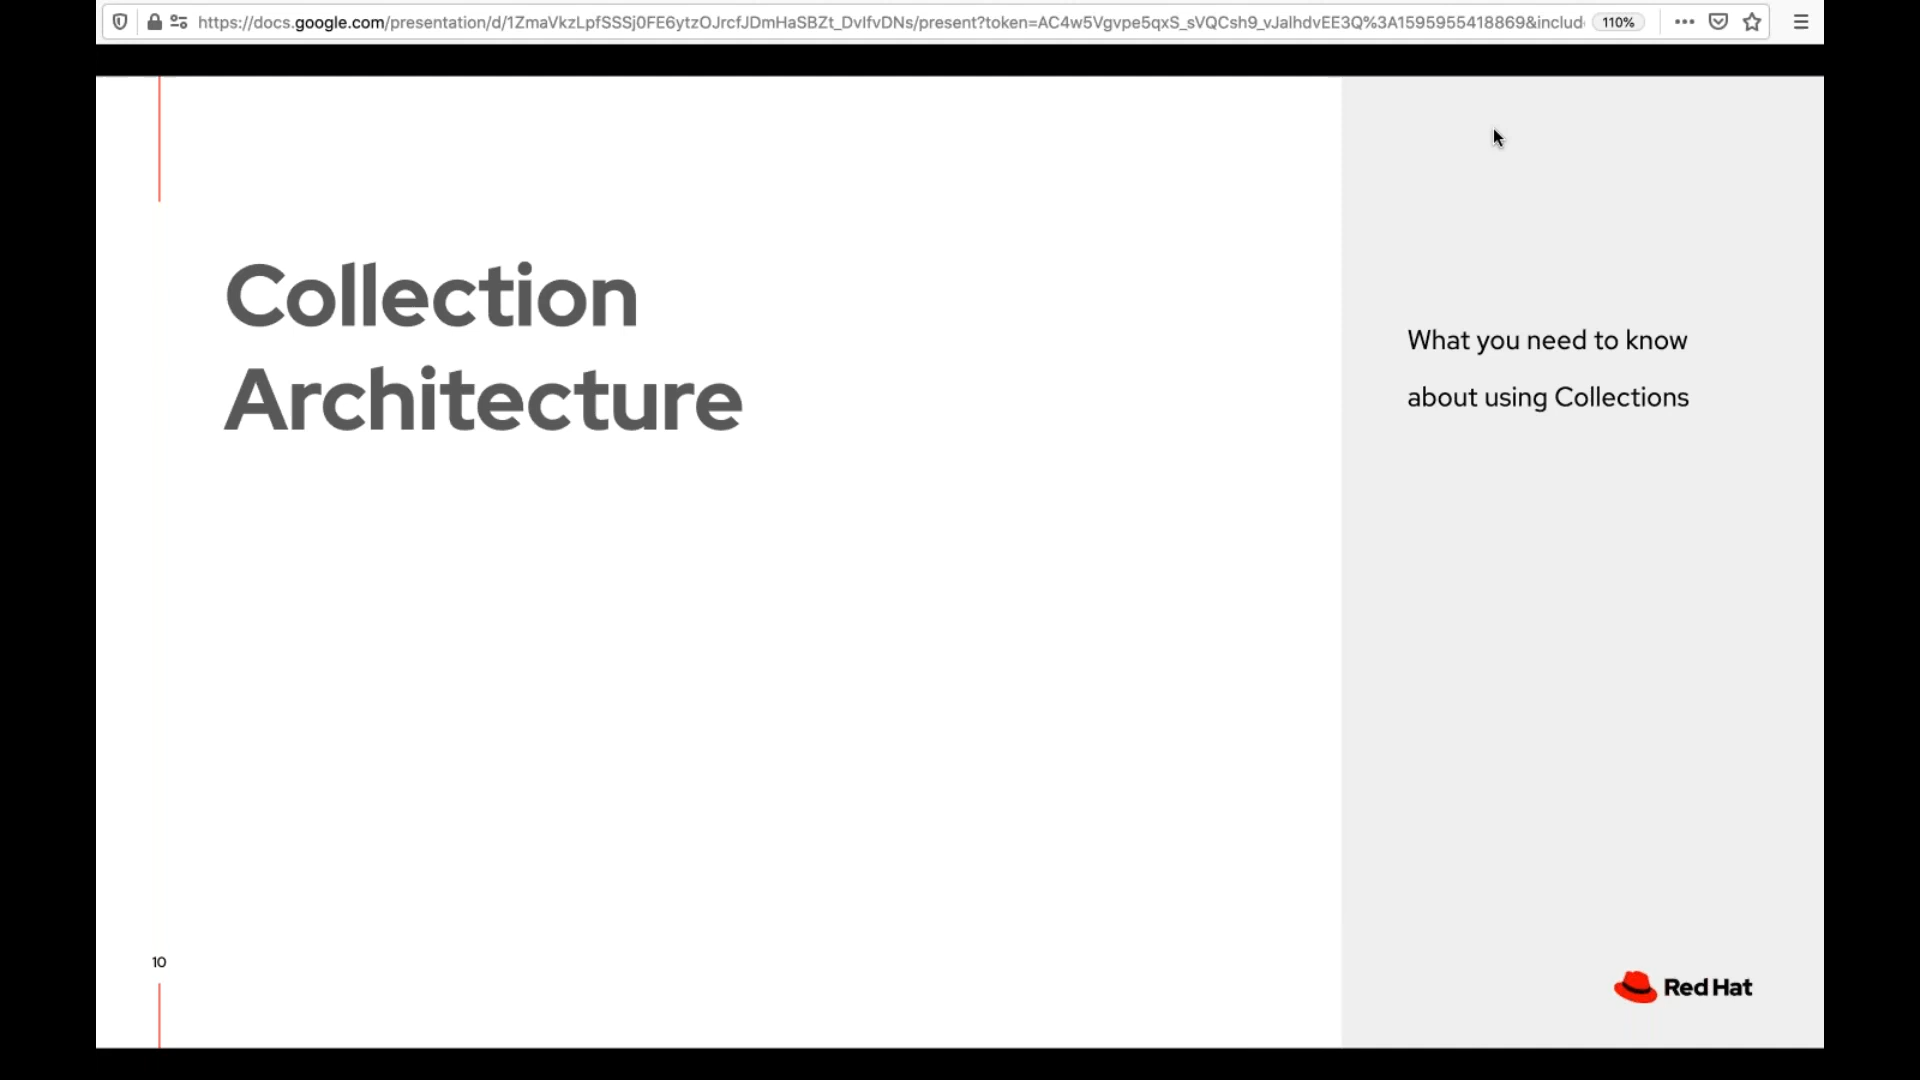 https://docs.google.com/presentation/d/1ZmaVkzLpfSSSj0FE6ytzOJrcfJDmHaSBZt_DvIfvDNs/present?token=AC4w5Vgvpe5qxS_sVQCsh9_vJalhdvEE3Q%3A1595955418869&includ
110%
Collection
Architecture
What you need to know
about using Collections
10
Red Hat